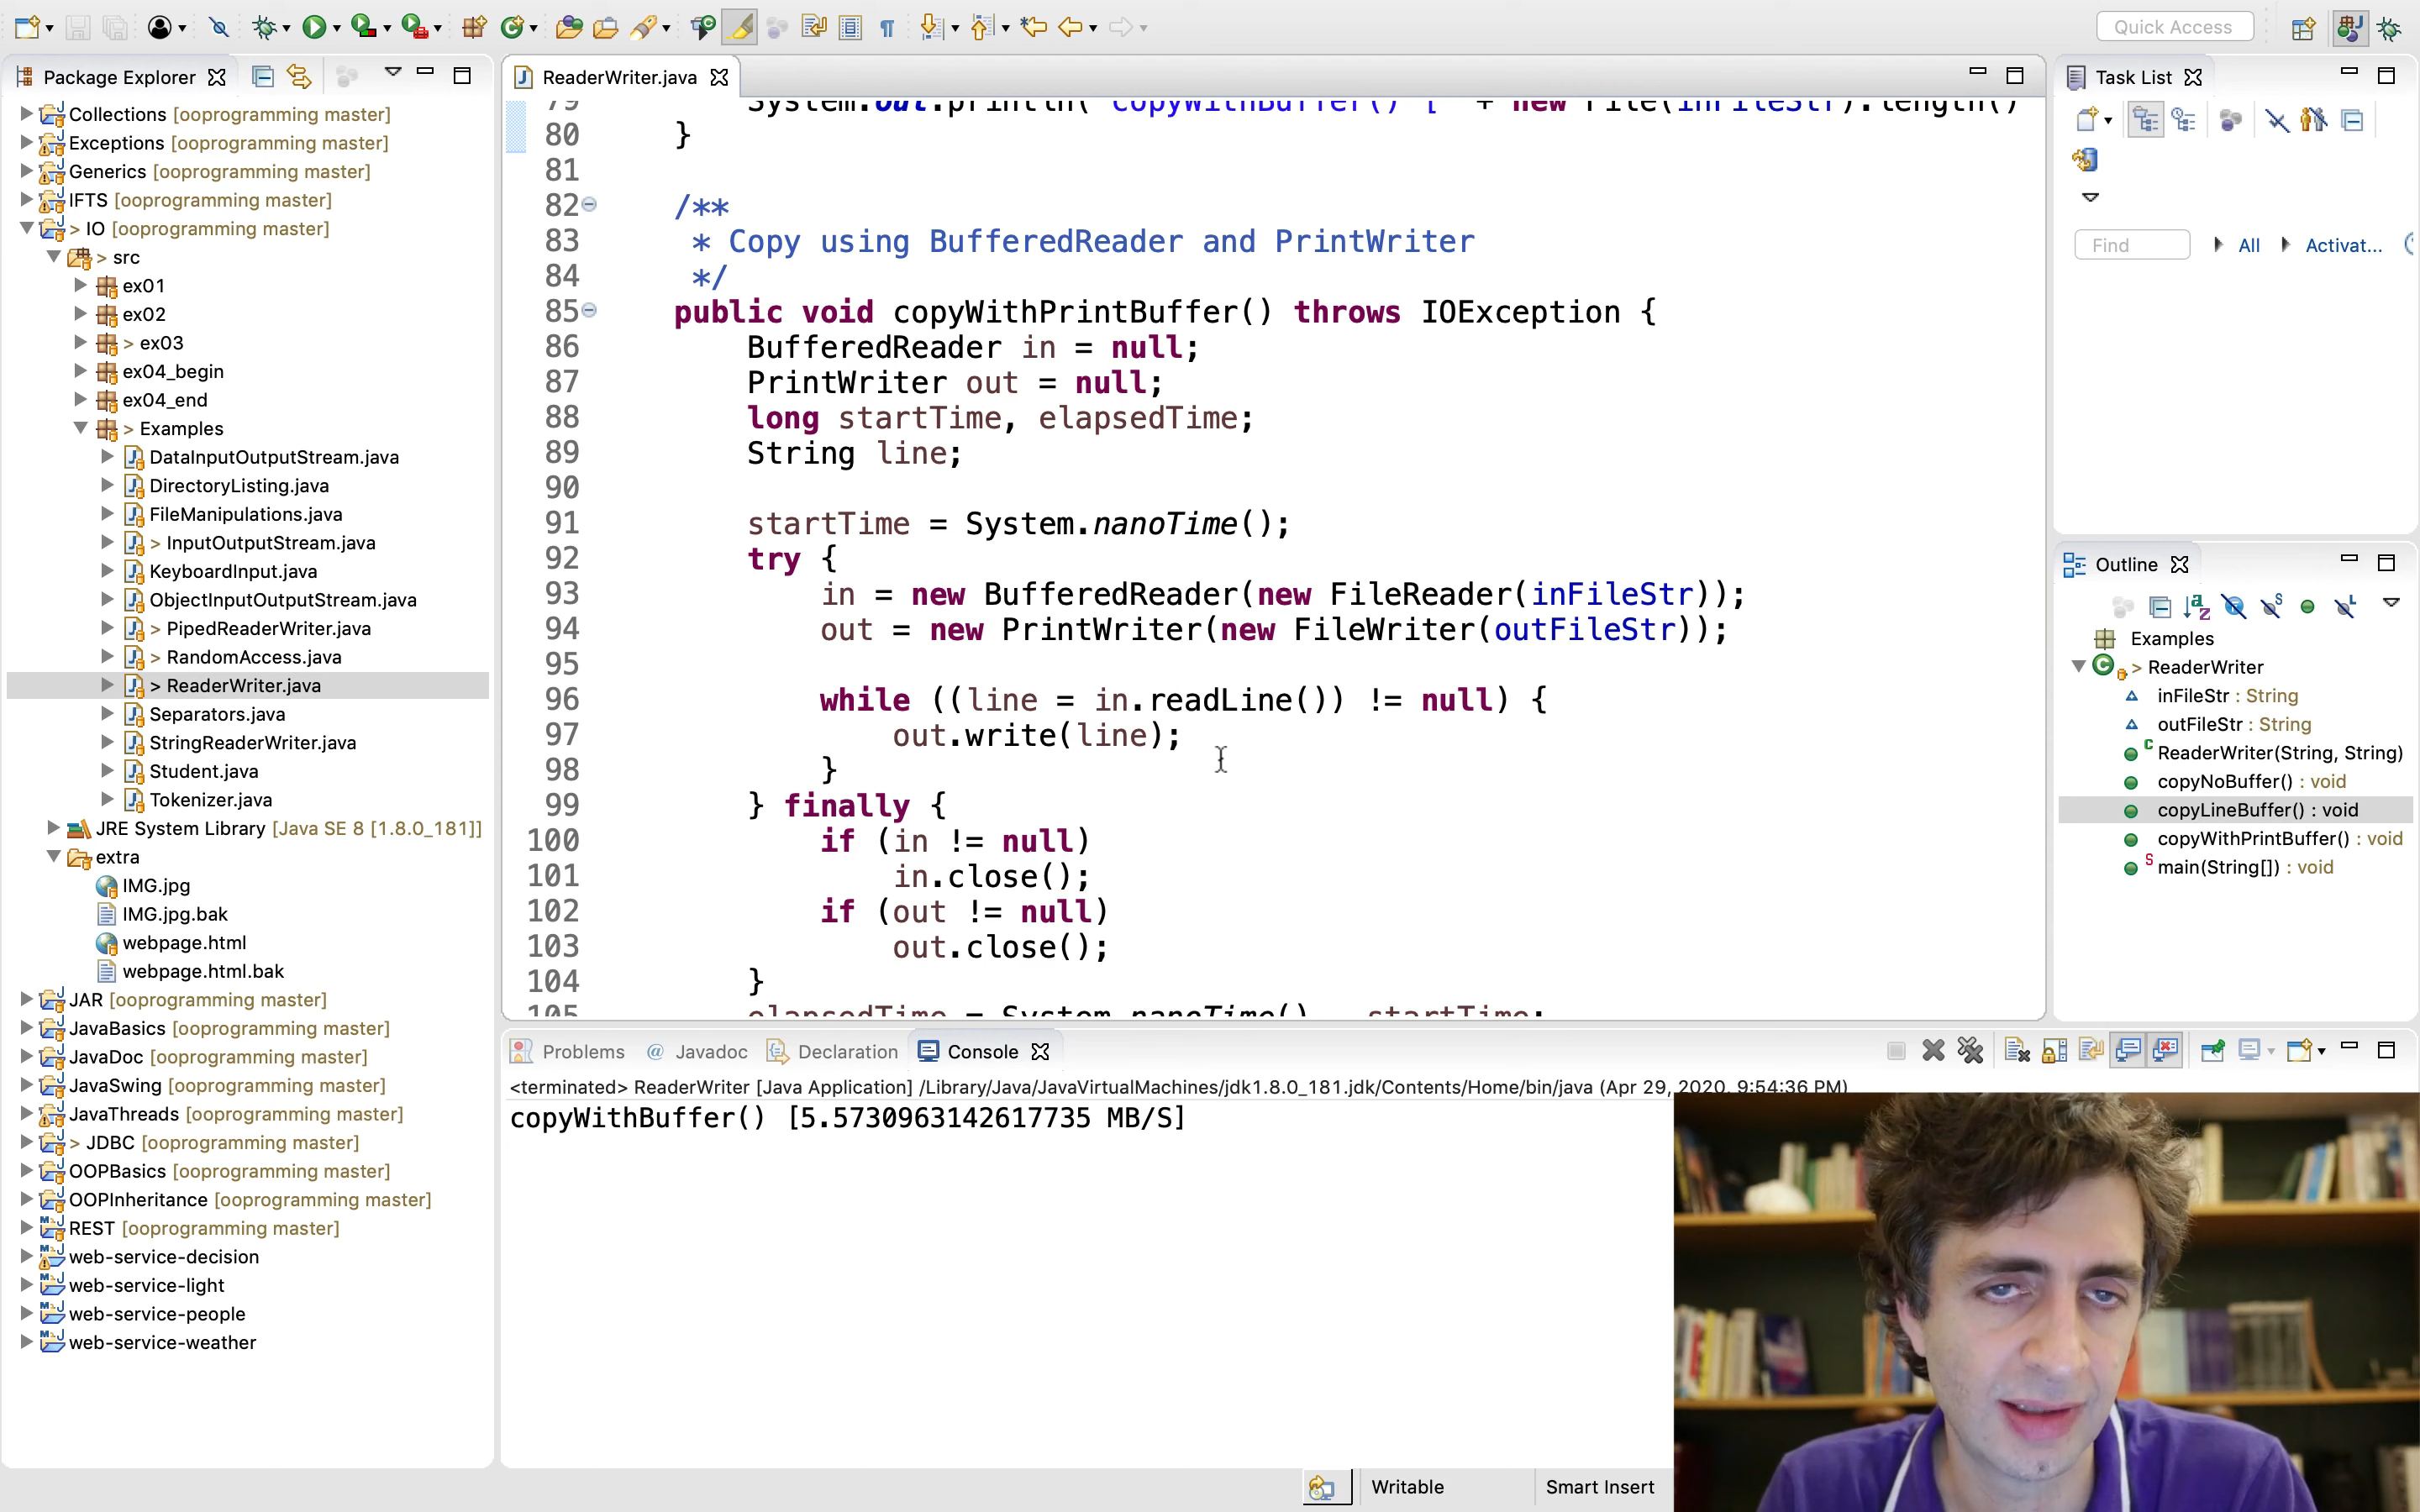 Quick Access
Package Explorer
Collections [ooprogramming master]
Exceptions [ooprogramming master]
Generics [ooprogramming master]
IFTS [ooprogramming master]
> IO [ooprogramming master]
> src
ex01
ex02
> ex03
ex04_begin
ex04_end
> Examples
DataInputOutputStream.java
DirectoryListing.java
FileManipulations.java
> InputOutputStream.java
KeyboardInput.java
ObjectInputOutputStream.java
> PipedReaderWriter.java
> RandomAccess.java
> ReaderWriter.java
Separators.java
StringReaderWriter.java
Student.java
Tokenizer.java
JRE System Library [Java SE 8 [1.8.0_181]]
extra
IMG.jpg
IMG.jpg.bak
webpage.html
webpage.html.bak
JAR [ooprogramming master]
JavaBasics [ooprogramming master]
JavaDoc [ooprogramming master]
JavaSwing [ooprogramming master]
JavaThreads [ooprogramming master]
> JDBC [ooprogramming master]
OOPBasics [ooprogramming master]
OOPInheritance [ooprogramming master]
REST [ooprogramming master]
web-service-decision
web-service-light
web-service-people
web-service-weather
ReaderWriter.java
79 System.out.println("copyWithBuffer() [" + new File(inFileStr).length()
80 }
81
82 /**
83 * Copy using BufferedReader and PrintWriter
84 */
85 public void copyWithPrintBuffer() throws IOException {
86 BufferedReader in = null;
87 PrintWriter out = null;
88 long startTime, elapsedTime;
89 String line;
90
91 startTime = System.nanoTime();
92 try {
93 in = new BufferedReader(new FileReader(inFileStr));
94 out = new PrintWriter(new FileWriter(outFileStr));
95
96 while ((line = in.readLine()) != null) {
97 out.write(line);
98 }
99 } finally {
100 if (in != null)
101 in.close();
102 if (out != null)
103 out.close();
104 }
105 elapsedTime = System.nanoTime() - startTime;
Task List
Find All Activat...
Outline
Examples
> ReaderWriter
inFileStr : String
outFileStr : String
ReaderWriter(String, String)
copyNoBuffer() : void
copyLineBuffer() : void
copyWithPrintBuffer() : void
main(String[]) : void
Problems @ Javadoc Declaration Console
<terminated> ReaderWriter [Java Application] /Library/Java/JavaVirtualMachines/jdk1.8.0_181.jdk/Contents/Home/bin/java (Apr 29, 2020, 9:54:36 PM)
copyWithBuffer() [5.5730963142617735 MB/S]
Writable Smart Insert